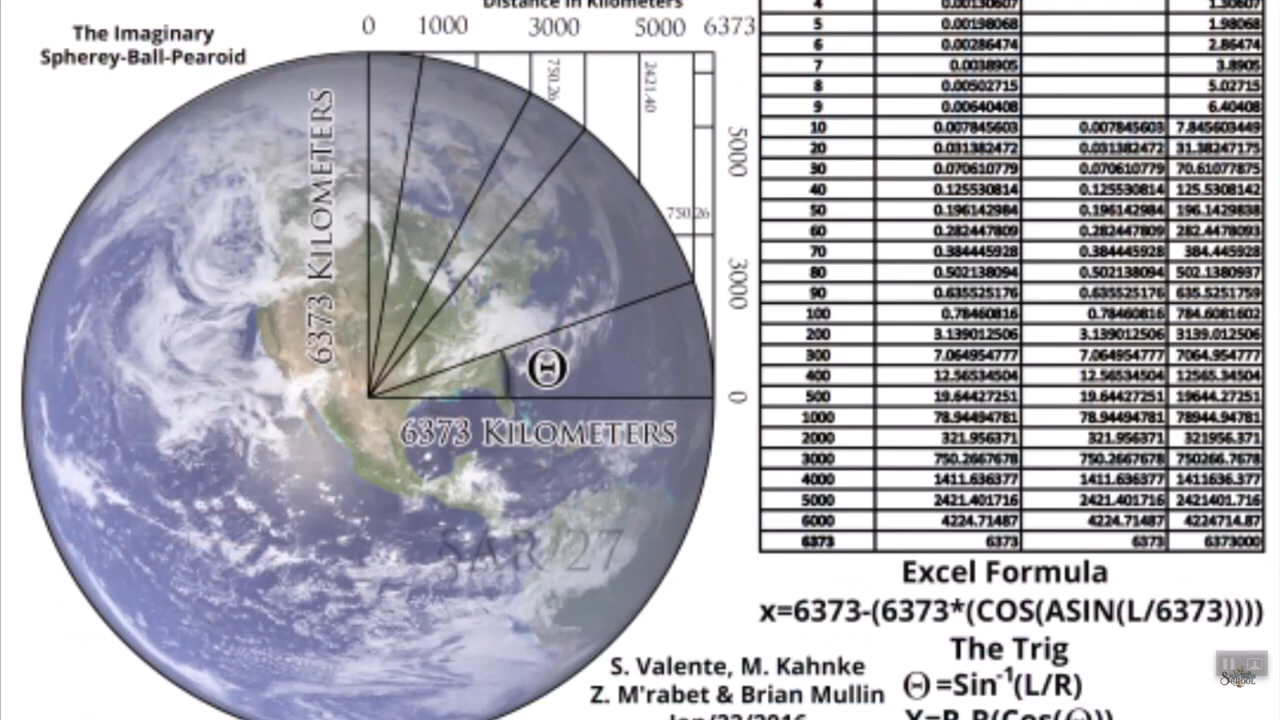 Distance in Kilometers
0 1000 3000 5000 6373
The Imaginary
Spherey-Ball-Pearoid
6373 KILOMETERS
750.26
2421.40
5000
750.26
3000
0
Θ
6373 KILOMETERS
SAR 27
4 0.00130607 1.30607
5 0.00198068 1.98068
6 0.00286474 2.86474
7 0.0038905 3.8905
8 0.00502715 5.02715
9 0.00640408 6.40408
10 0.007845603 0.007845603 7.845603449
20 0.031382472 0.031382472 31.38247175
30 0.070610779 0.070610779 70.61077875
40 0.125530814 0.125530814 125.5308142
50 0.196142984 0.196142984 196.1429838
60 0.282447809 0.282447809 282.4478093
70 0.384445928 0.384445928 384.445928
80 0.502138094 0.502138094 502.1380937
90 0.635525176 0.635525176 635.5251759
100 0.78460816 0.78460816 784.6081602
200 3.139012506 3.139012506 3139.012506
300 7.064954777 7.064954777 7064.954777
400 12.56534504 12.56534504 12565.34504
500 19.64427251 19.64427251 19644.27251
1000 78.94494781 78.94494781 78944.94781
2000 321.956371 321.956371 321956.371
3000 750.2667678 750.2667678 750266.7678
4000 1411.636377 1411.636377 1411636.377
5000 2421.401716 2421.401716 2421401.716
6000 4224.71487 4224.71487 4224714.87
6373 6373 6373 6373000
Excel Formula
x=6373-(6373*(COS(ASIN(L/6373))))
The Trig
Θ=Sin⁻¹(L/R)
X=R-R(Cos(Θ))
S. Valente, M. Kahnke
Z. M'rabet & Brian Mullin
Jan/22/2016